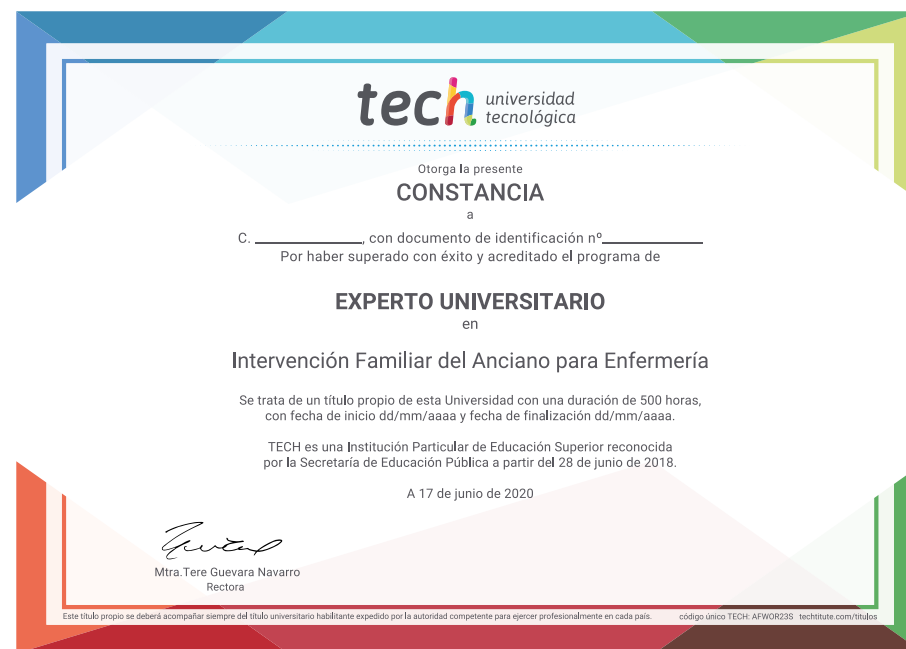 tech universidad
tecnológica
Otorga la presente
CONSTANCIA
a
C. ____________, con documento de identificación nº____________
Por haber superado con éxito y acreditado el programa de
EXPERTO UNIVERSITARIO
en
Intervención Familiar del Anciano para Enfermería
Se trata de un título propio de esta Universidad con una duración de 500 horas,
con fecha de inicio dd/mm/aaaa y fecha de finalización dd/mm/aaaa.
TECH es una Institución Particular de Educación Superior reconocida
por la Secretaría de Educación Pública a partir del 28 de junio de 2018.
A 17 de junio de 2020
Mtra.Tere Guevara Navarro
Rectora
Este título propio se deberá acompañar siempre del título universitario habilitante expedido por la autoridad competente para ejercer profesionalmente en cada país. código único TECH: AFWOR23S techtitute.com/titulos